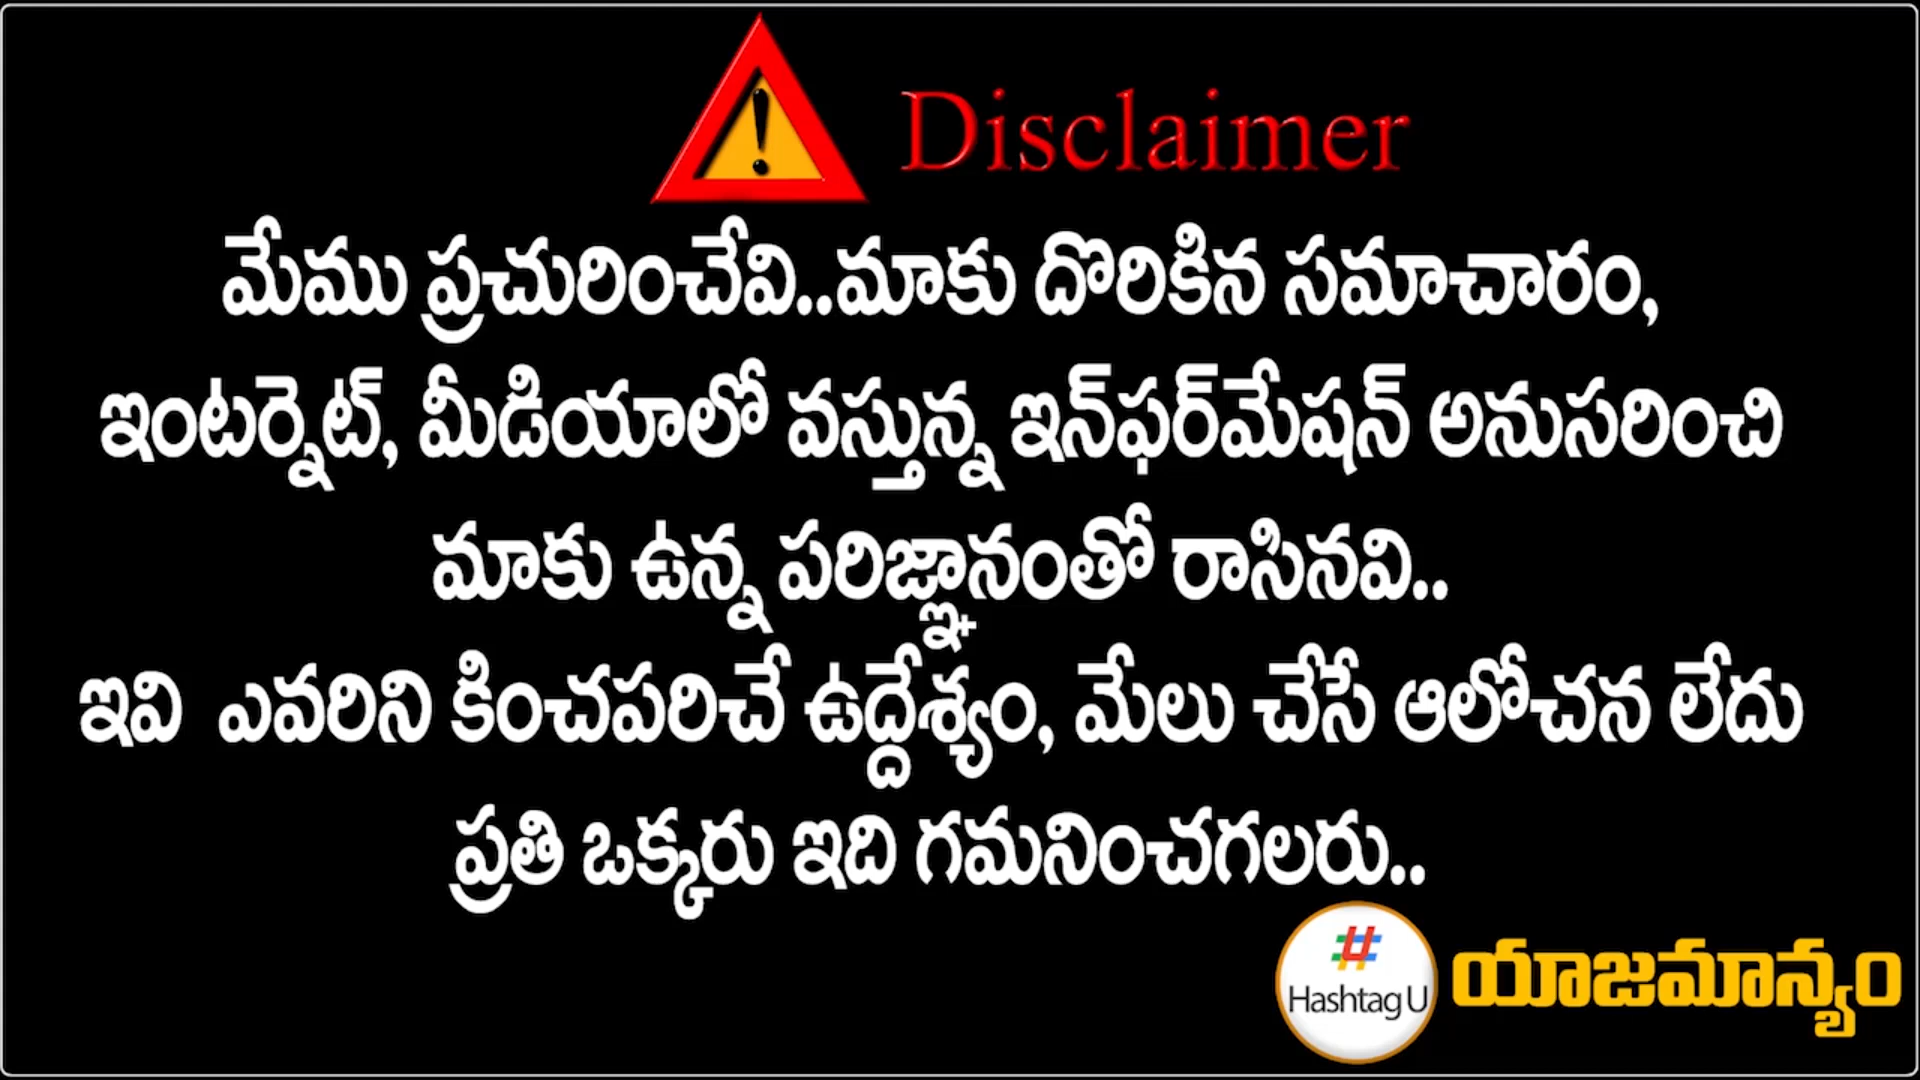 Disclaimer
మేము ప్రచురించేవి..మాకు దొరికిన సమాచారం,
ఇంటర్నెట్, మీడియాలో వస్తున్న ఇన్‌ఫర్‌మేషన్ అనుసరించి
మాకు ఉన్న పరిజ్ఞానంతో రాసినవి..
ఇవి ఎవరిని కించపరిచే ఉద్దేశ్యం, మేలు చేసే ఆలోచన లేదు
ప్రతి ఒక్కరు ఇది గమనించగలరు..
Hashtag U
యాజమాన్యం